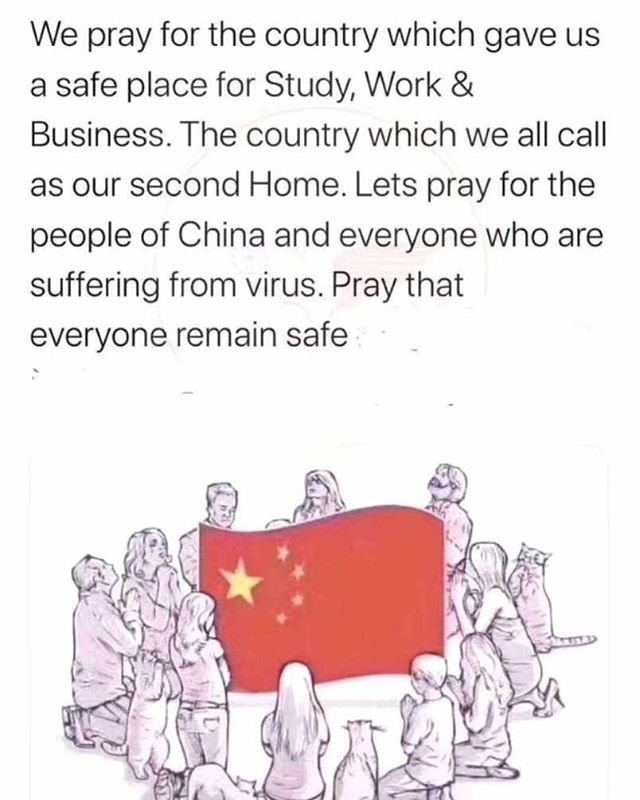 We pray for the country which gave us
a safe place for Study, Work &
Business. The country which we all call
as our second Home. Lets pray for the
people of China and everyone who are
suffering from virus. Pray that
everyone remain safe